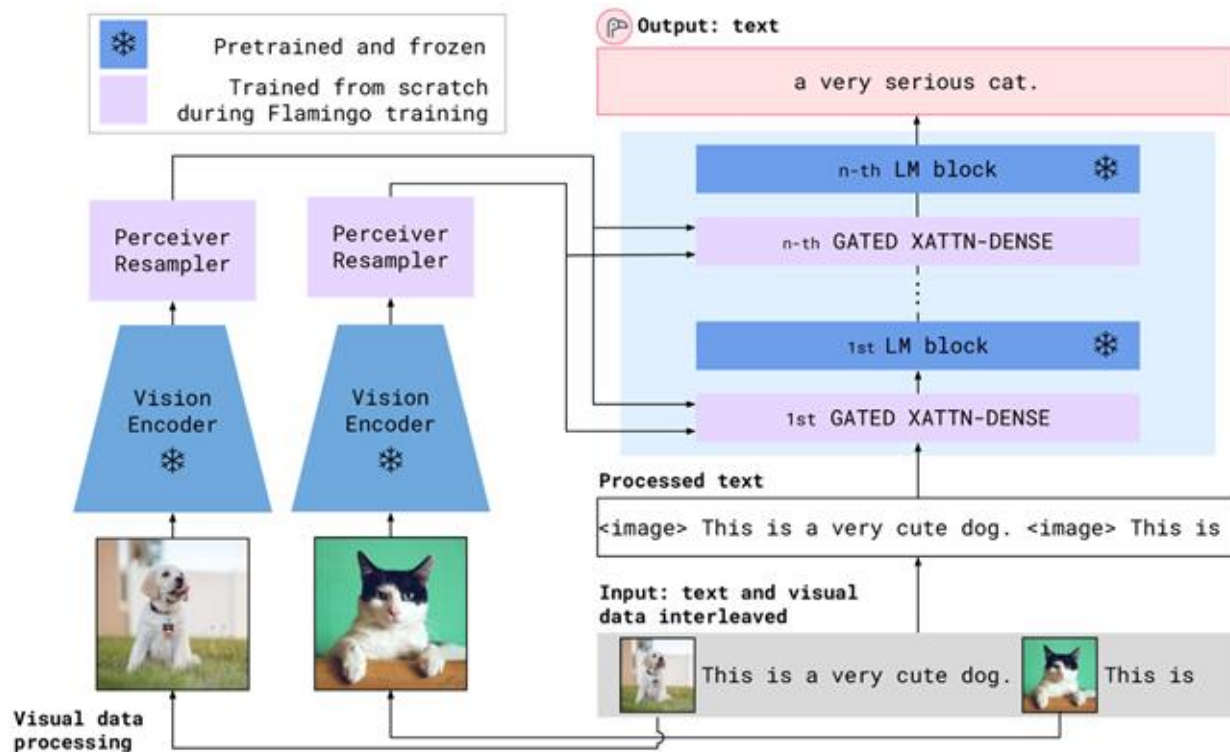 Pretrained and frozen
Trained from scratch
during Flamingo training
Output: text
a very serious cat.
n-th LM block
n-th GATED XATTN-DENSE
1st LM block
1st GATED XATTN-DENSE
Perceiver
Resampler
Perceiver
Resampler
Vision
Encoder
Vision
Encoder
Processed text
<image> This is a very cute dog. <image> This is
Input: text and visual
data interleaved
This is a very cute dog. This is
Visual data
processing